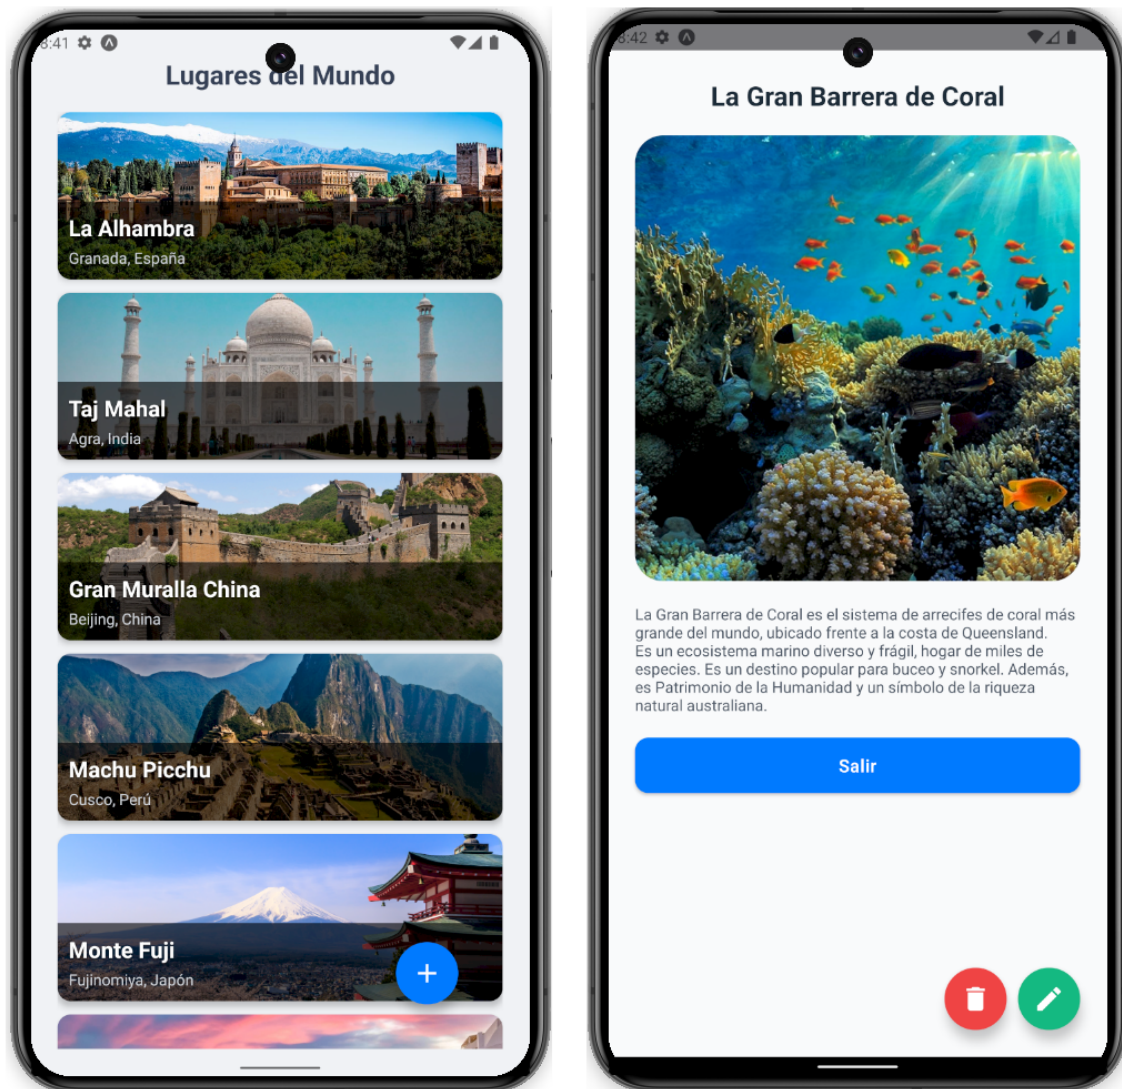 8:41
Lugares del Mundo
La Alhambra
Granada, España
Taj Mahal
Agra, India
Gran Muralla China
Beijing, China
Machu Picchu
Cusco, Perú
Monte Fuji
Fujinomiya, Japón
8:42
La Gran Barrera de Coral
La Gran Barrera de Coral es el sistema de arrecifes de coral más
grande del mundo, ubicado frente a la costa de Queensland.
Es un ecosistema marino diverso y frágil, hogar de miles de
especies. Es un destino popular para buceo y snorkel. Además,
es Patrimonio de la Humanidad y un símbolo de la riqueza
natural australiana.
Salir